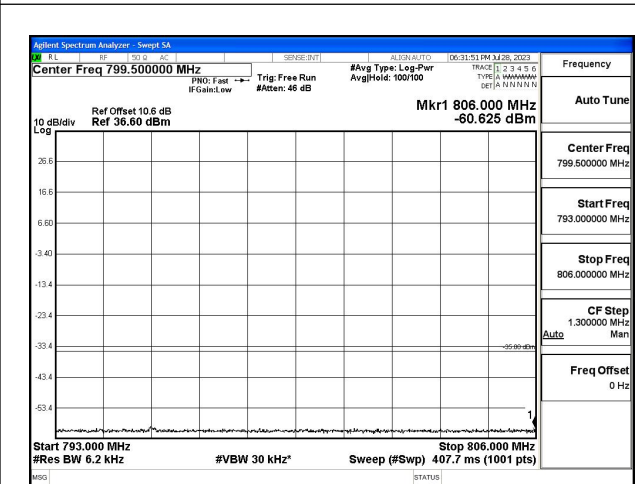 Agilent Spectrum Analyzer - Swept SA
RL RF 50 Ω AC SENSE:INT ALIGN AUTO 06:31:51 PM Jul 28, 2023
Center Freq 799.500000 MHz
PNO: Fast
IFGain:Low
Trig: Free Run
#Atten: 46 dB
#Avg Type: Log-Pwr
Avg|Hold: 100/100
TRACE 1 2 3 4 5 6
TYPE A WWWWW
DET A N N N N N
Mkr1 806.000 MHz
-60.625 dBm
Ref Offset 10.6 dB
10 dB/div Ref 36.60 dBm
Log
26.6
16.6
6.60
-3.40
-13.4
-23.4
-33.4
-35.00 dBm
-43.4
-53.4
1
Start 793.000 MHz Stop 806.000 MHz
#Res BW 6.2 kHz #VBW 30 kHz* Sweep (#Swp) 407.7 ms (1001 pts)
MSG STATUS
Frequency
Auto Tune
Center Freq
799.500000 MHz
Start Freq
793.000000 MHz
Stop Freq
806.000000 MHz
CF Step
1.300000 MHz
Auto Man
Freq Offset
0 Hz